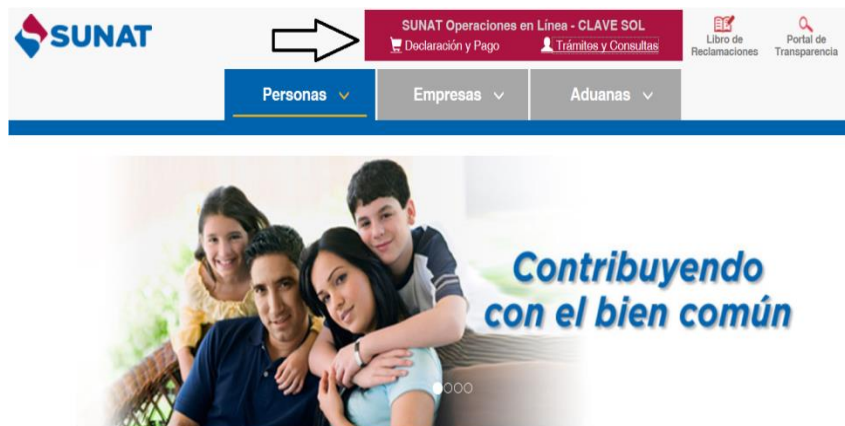 SUNAT
SUNAT Operaciones en Línea - CLAVE SOL
Declaración y Pago
Trámites y Consultas
Libro de
Reclamaciones
Portal de
Transparencia
Personas
Empresas
Aduanas
Contribuyendo
con el bien común